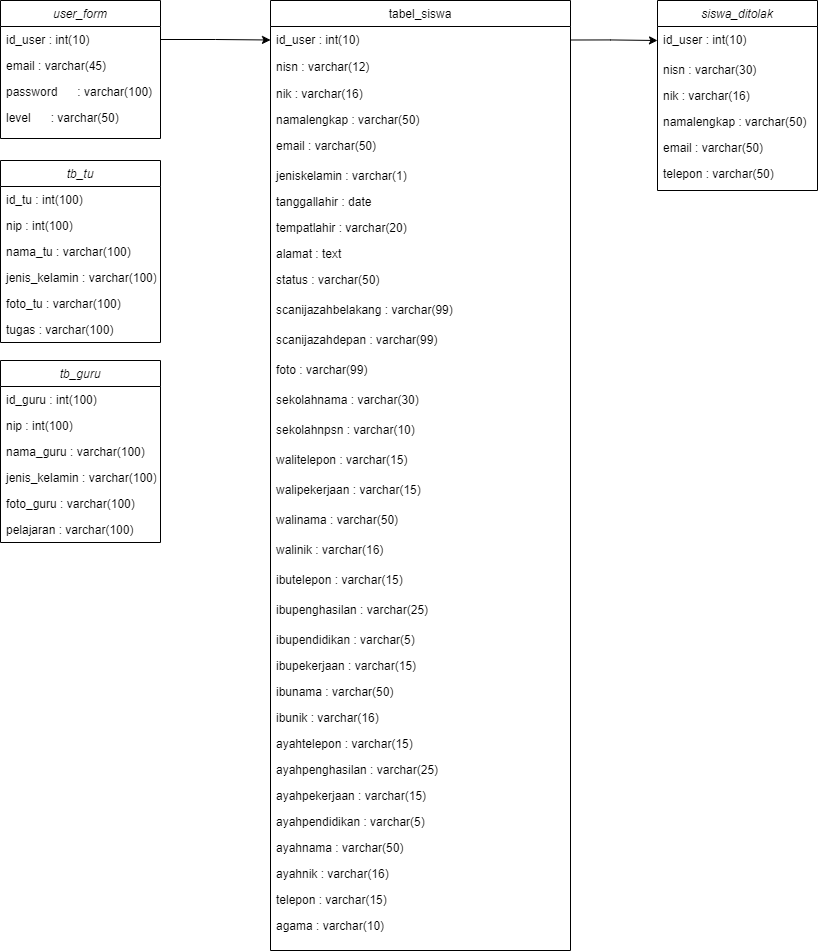 user_form
id_user : int(10)
email : varchar(45)
password : varchar(100)
level : varchar(50)
tb_tu
id_tu : int(100)
nip : int(100)
nama_tu : varchar(100)
jenis_kelamin : varchar(100)
foto_tu : varchar(100)
tugas : varchar(100)
tb_guru
id_guru : int(100)
nip : int(100)
nama_guru : varchar(100)
jenis_kelamin : varchar(100)
foto_guru : varchar(100)
pelajaran : varchar(100)
tabel_siswa
id_user : int(10)
nisn : varchar(12)
nik : varchar(16)
namalengkap : varchar(50)
email : varchar(50)
jeniskelamin : varchar(1)
tanggallahir : date
tempatlahir : varchar(20)
alamat : text
status : varchar(50)
scanijazahbelakang : varchar(99)
scanijazahdepan : varchar(99)
foto : varchar(99)
sekolahnama : varchar(30)
sekolahnpsn : varchar(10)
walitelepon : varchar(15)
walipekerjaan : varchar(15)
walinama : varchar(50)
walinik : varchar(16)
ibutelepon : varchar(15)
ibupenghasilan : varchar(25)
ibupendidikan : varchar(5)
ibupekerjaan : varchar(15)
ibunama : varchar(50)
ibunik : varchar(16)
ayahtelepon : varchar(15)
ayahpenghasilan : varchar(25)
ayahpekerjaan : varchar(15)
ayahpendidikan : varchar(5)
ayahnama : varchar(50)
ayahnik : varchar(16)
telepon : varchar(15)
agama : varchar(10)
siswa_ditolak
id_user : int(10)
nisn : varchar(30)
nik : varchar(16)
namalengkap : varchar(50)
email : varchar(50)
telepon : varchar(50)